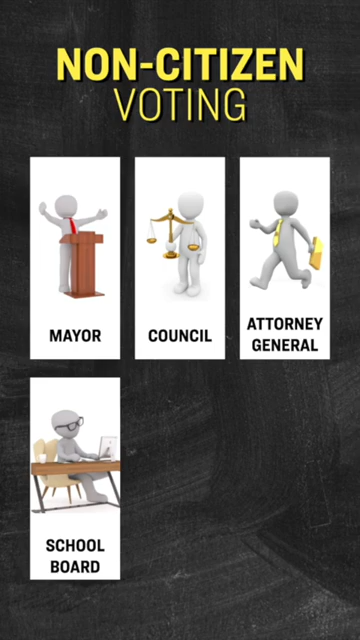 NON-CITIZEN
VOTING
MAYOR
COUNCIL
ATTORNEY
GENERAL
SCHOOL
BOARD